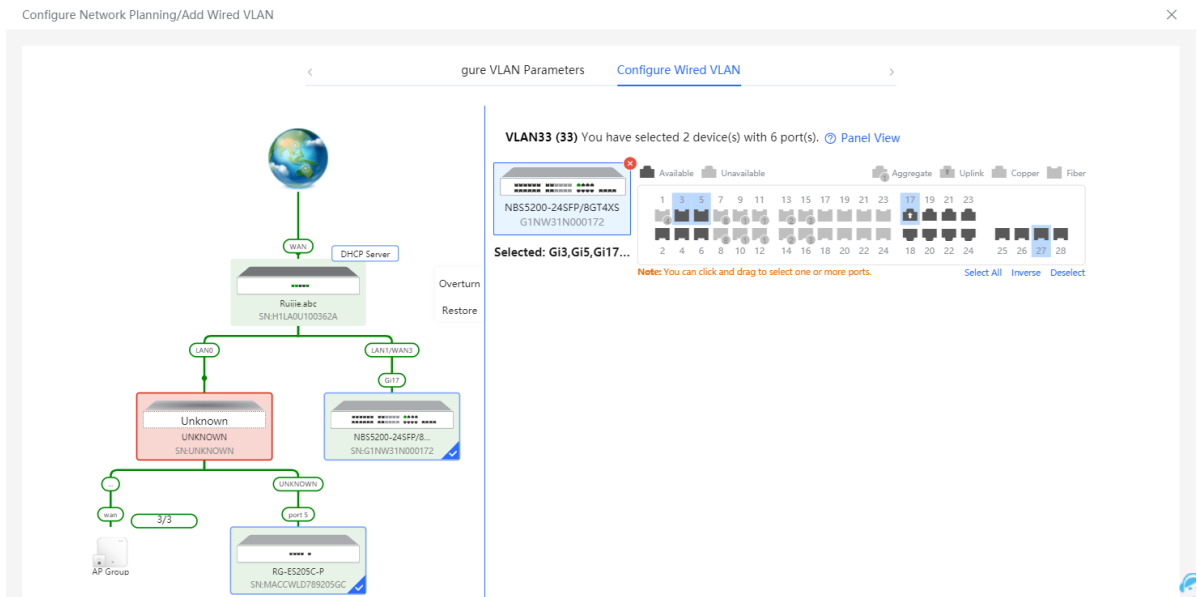 Configure Network Planning/Add Wired VLAN
gure VLAN Parameters Configure Wired VLAN
VLAN33 (33) You have selected 2 device(s) with 6 port(s). Panel View
Available Unavailable Aggregate Uplink Copper Fiber
NBS5200-24SFP/8GT4XS
G1NW31N000172
Selected: Gi3,Gi5,Gi17...
1 3 5 7 9 11 13 15 17 19 21 23 17 19 21 23
2 4 6 8 10 12 14 16 18 20 22 24 18 20 22 24 25 26 27 28
Note: You can click and drag to select one or more ports.
Select All Inverse Deselect
WAN
DHCP Server
Ruijie.abc
SN:H1LA0U100362A
Overturn
Restore
LAN0
LAN1/WAN3
Gi17
Unknown
UNKNOWN
SN:UNKNOWN
NBS5200-24SFP/8...
SN:G1NW31N000172
...
UNKNOWN
wan
3/3
port 5
AP Group
RG-ES205C-P
SN:MACCWLD789205GC